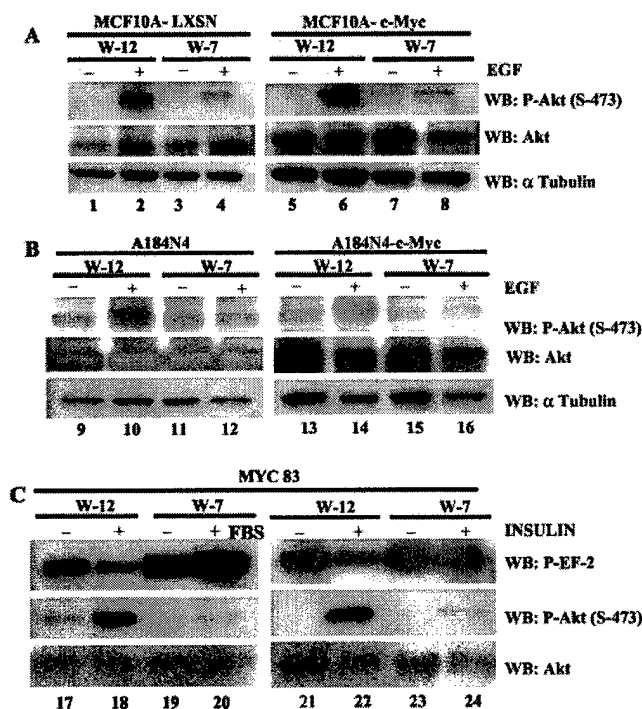 A
MCF10A- LXSN MCF10A- c-Myc
W-12 W-7 W-12 W-7
– + – + – + – + EGF
WB: P-Akt (S-473)
WB: Akt
WB: α Tubulin
1 2 3 4 5 6 7 8
B
A184N4 A184N4-c-Myc
W-12 W-7 W-12 W-7
– + – + – + – + EGF
WB: P-Akt (S-473)
WB: Akt
WB: α Tubulin
9 10 11 12 13 14 15 16
C
MYC 83
W-12 W-7 W-12 W-7
– + – + FBS – + – + INSULIN
WB: P-EF-2
WB: P-Akt (S-473)
WB: Akt
17 18 19 20 21 22 23 24